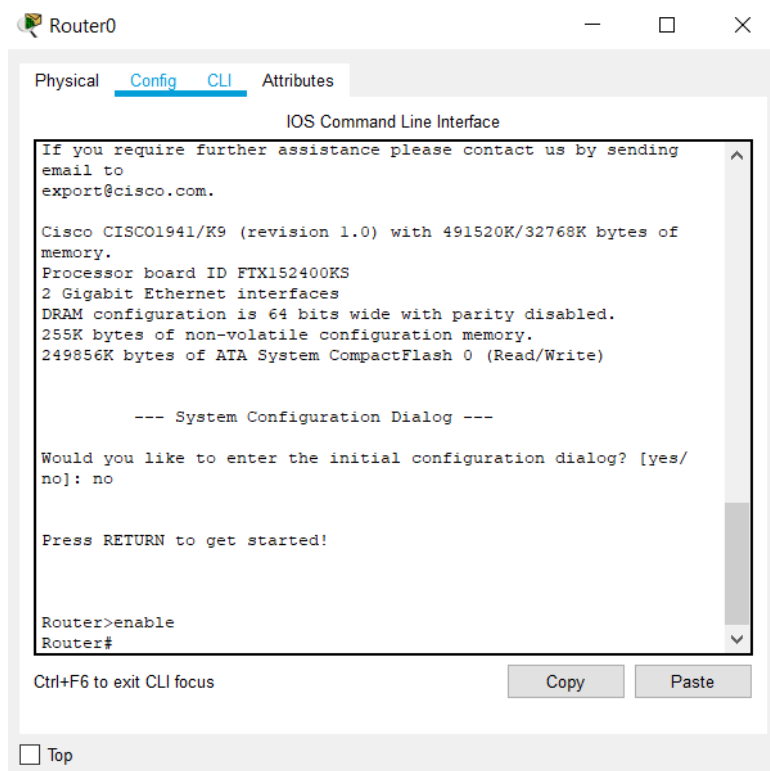 Router0
Physical Config CLI Attributes
IOS Command Line Interface
If you require further assistance please contact us by sending
email to
export@cisco.com.
Cisco CISCO1941/K9 (revision 1.0) with 491520K/32768K bytes of
memory.
Processor board ID FTX152400KS
2 Gigabit Ethernet interfaces
DRAM configuration is 64 bits wide with parity disabled.
255K bytes of non-volatile configuration memory.
249856K bytes of ATA System CompactFlash 0 (Read/Write)
--- System Configuration Dialog ---
Would you like to enter the initial configuration dialog? [yes/
no]: no
Press RETURN to get started!
Router>enable
Router#
Ctrl+F6 to exit CLI focus
Copy Paste
Top